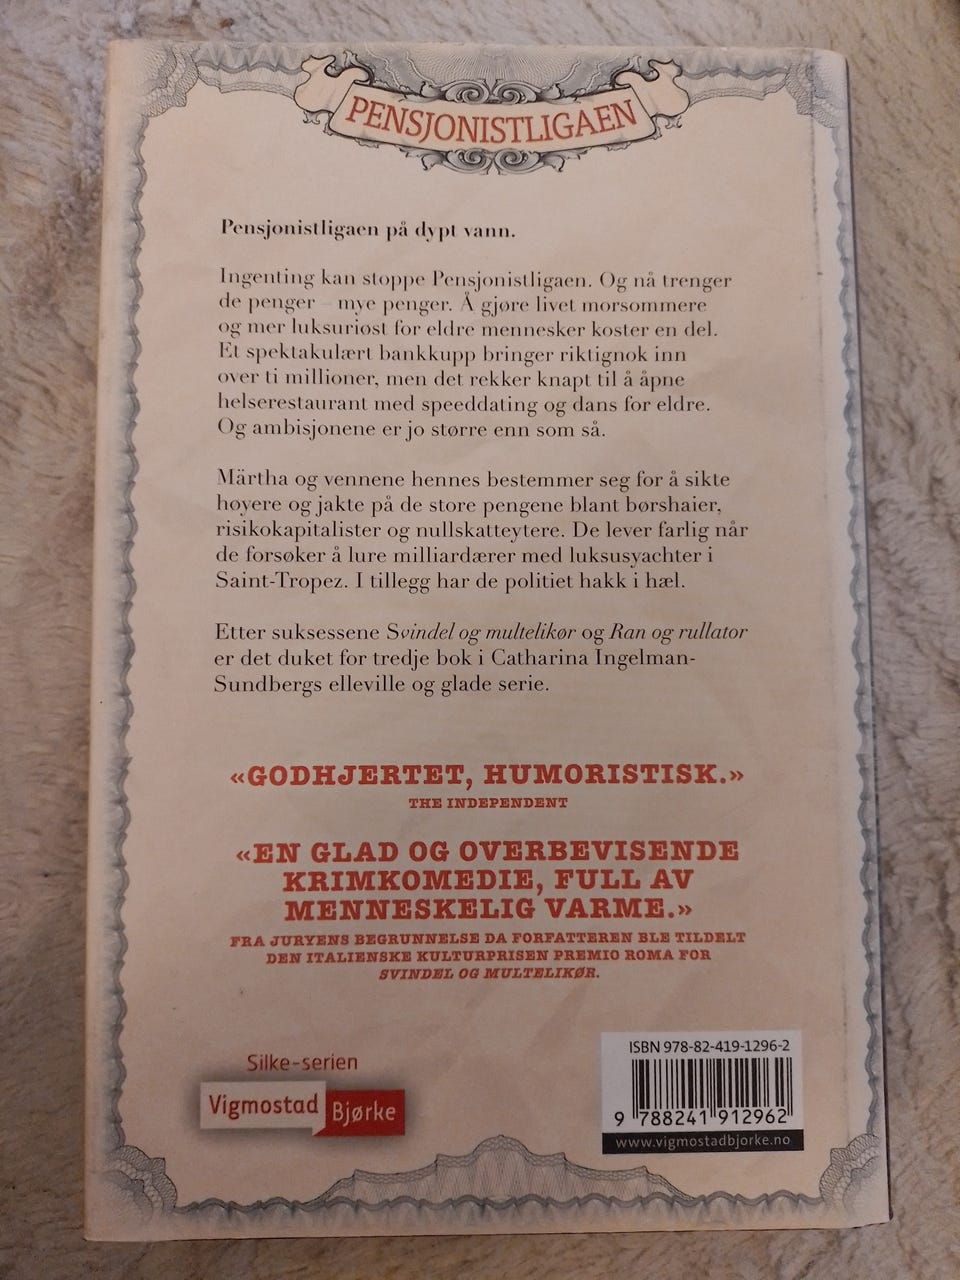 PENSJONISTLIGAEN
Pensjonistligaen på dypt vann.
Ingenting kan stoppe Pensjonistligaen. Og nå trenger
de penger – mye penger. Å gjøre livet morsommere
og mer luksuriøst for eldre mennesker koster en del.
Et spektakulært bankkupp bringer riktignok inn
over ti millioner, men det rekker knapt til å åpne
helserestaurant med speeddating og dans for eldre.
Og ambisjonene er jo større enn som så.
Märtha og vennene hennes bestemmer seg for å sikte
høyere og jakte på de store pengene blant børshaier,
risikokapitalister og nullskatteytere. De lever farlig når
de forsøker å lure milliardærer med luksusyachter i
Saint-Tropez. I tillegg har de politiet hakk i hæl.
Etter suksessene Svindel og multelikør og Ran og rullator
er det duket for tredje bok i Catharina Ingelman-
Sundbergs elleville og glade serie.
«GODHJERTET, HUMORISTISK.»
THE INDEPENDENT
«EN GLAD OG OVERBEVISENDE
KRIMKOMEDIE, FULL AV
MENNESKELIG VARME.»
FRA JURYENS BEGRUNNELSE DA FORFATTEREN BLE TILDELT
DEN ITALIENSKE KULTURPRISEN PREMIO ROMA FOR
SVINDEL OG MULTELIKØR.
Silke-serien
Vigmostad Bjørke
ISBN 978-82-419-1296-2
9 788241 912962
www.vigmostadbjorke.no